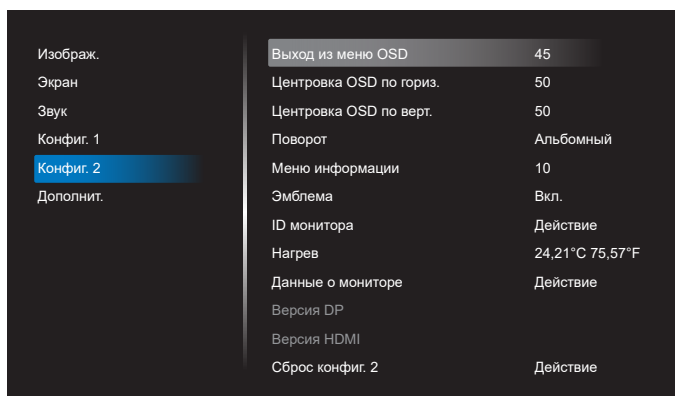 Изображ.
Экран
Звук
Конфиг. 1
Конфиг. 2
Дополнит.
Выход из меню OSD 45
Центровка OSD по гориз. 50
Центровка OSD по верт. 50
Поворот Альбомный
Меню информации 10
Эмблема Вкл.
ID монитора Действие
Нагрев 24,21°C 75,57°F
Данные о мониторе Действие
Версия DP
Версия HDMI
Сброс конфиг. 2 Действие